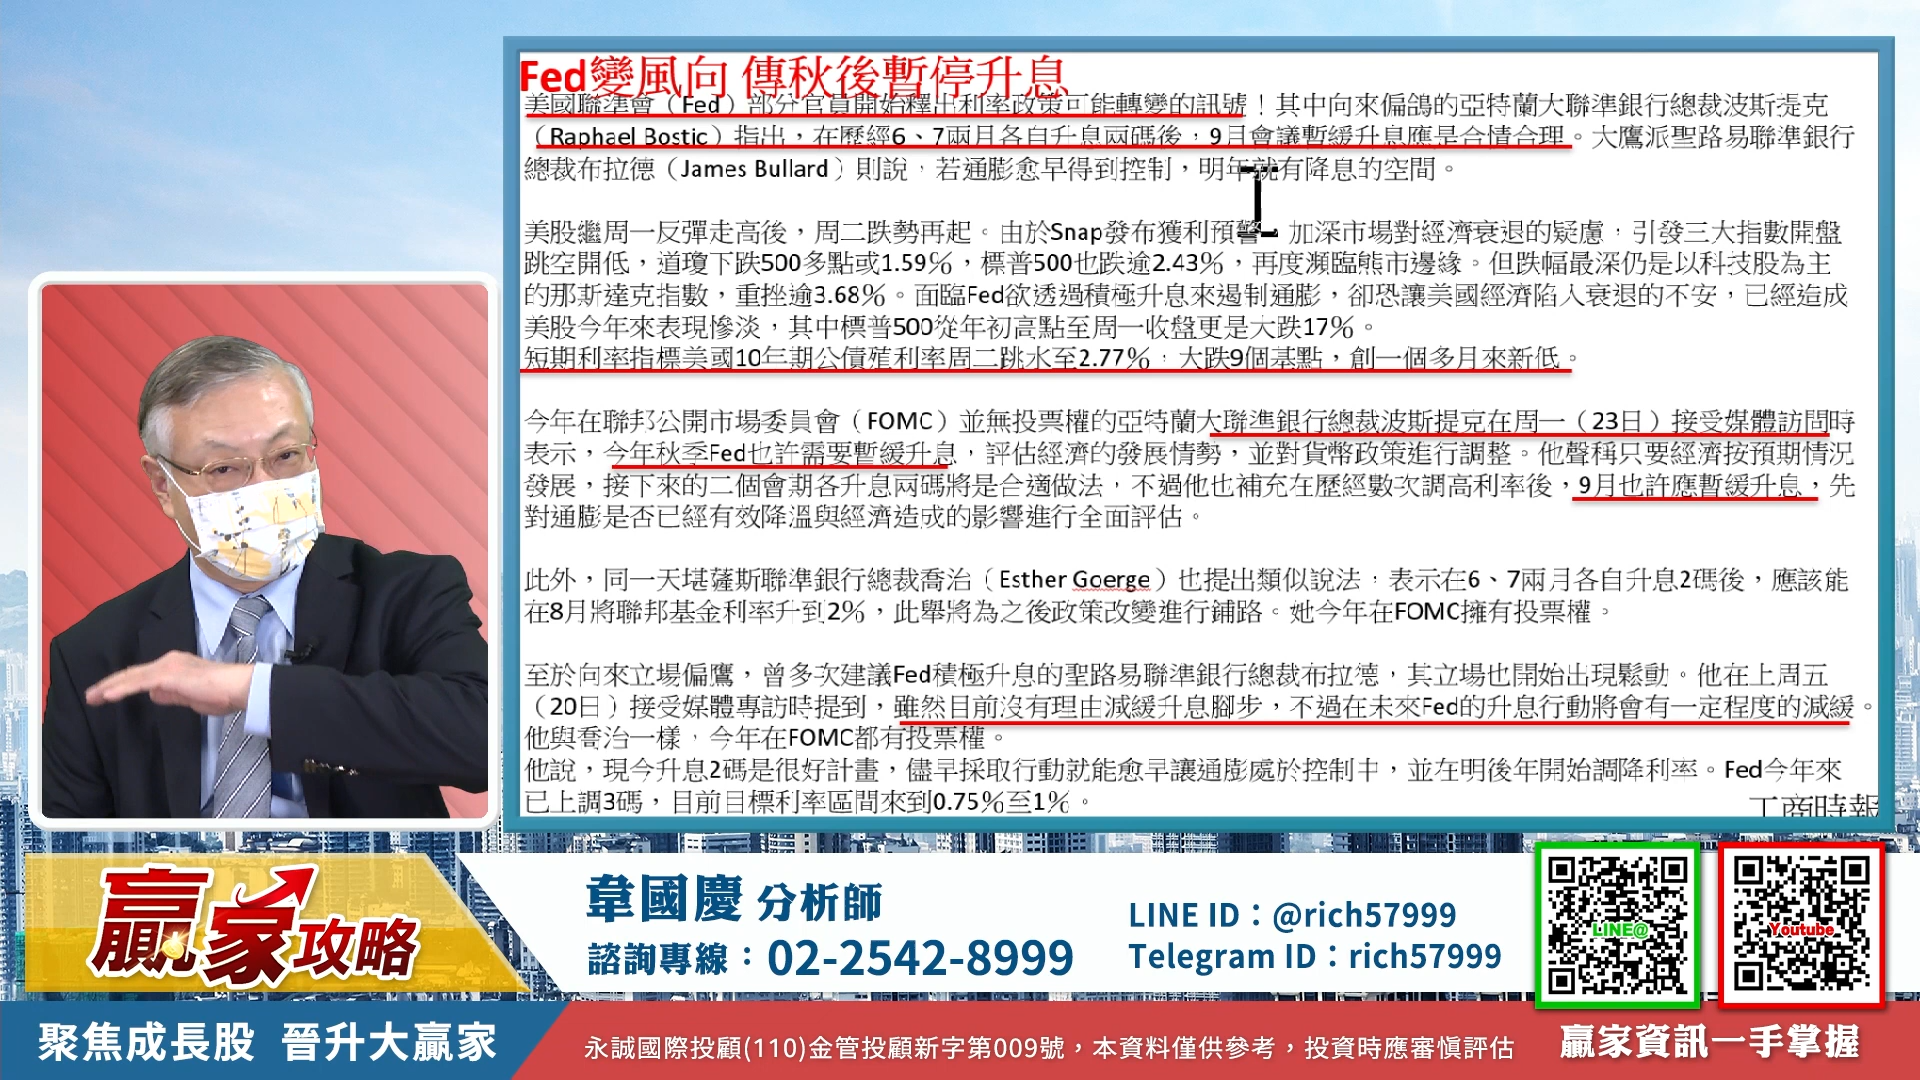 Fed變風向 傳秋後暫停升息
美國聯準會（Fed）部分官員開始釋出利率政策可能轉變的訊號！其中向來偏鴿的亞特蘭大聯準銀行總裁波斯提克
（Raphael Bostic）指出，在歷經6、7兩月各自升息兩碼後，9月會議暫緩升息應是合情合理。大鷹派聖路易聯準銀行
總裁布拉德（James Bullard）則說，若通膨愈早得到控制，明年就有降息的空間。
美股繼周一反彈走高後，周二跌勢再起。由於Snap發布獲利預警，加深市場對經濟衰退的疑慮，引發三大指數開盤
跳空開低，道瓊下跌500多點或1.59%，標普500也跌逾2.43%，再度瀕臨熊市邊緣。但跌幅最深仍是以科技股為主
的那斯達克指數，重挫逾3.68%。面臨Fed欲透過積極升息來遏制通膨，卻恐讓美國經濟陷入衰退的不安，已經造成
美股今年來表現慘淡，其中標普500從年初高點至周一收盤更是大跌17%。
短期利率指標美國10年期公債殖利率周二跳水至2.77%，大跌9個基點，創一個多月來新低。
今年在聯邦公開市場委員會（FOMC）並無投票權的亞特蘭大聯準銀行總裁波斯提克在周一（23日）接受媒體訪問時
表示，今年秋季Fed也許需要暫緩升息，評估經濟的發展情勢，並對貨幣政策進行調整。他聲稱只要經濟按預期情況
發展，接下來的二個會期各升息兩碼將是合適做法，不過他也補充在歷經數次調高利率後，9月也許應暫緩升息，先
對通膨是否已經有效降溫與經濟造成的影響進行全面評估。
此外，同一天堪薩斯聯準銀行總裁喬治（Esther Goerge）也提出類似說法，表示在6、7兩月各自升息2碼後，應該能
在8月將聯邦基金利率升到2%，此舉將為之後政策改變進行鋪路。她今年在FOMC擁有投票權。
至於向來立場偏鷹，曾多次建議Fed積極升息的聖路易聯準銀行總裁布拉德，其立場也開始出現鬆動。他在上周五
（20日）接受媒體專訪時提到，雖然目前沒有理由減緩升息腳步，不過在未來Fed的升息行動將會有一定程度的減緩。
他與喬治一樣，今年在FOMC都有投票權。
他說，現今升息2碼是很好計畫，儘早採取行動就能愈早讓通膨處於控制中，並在明後年開始調降利率。Fed今年來
已上調3碼，目前目標利率區間來到0.75%至1%。
工商時報
贏家攻略
韋國慶 分析師
諮詢專線：02-2542-8999
LINE ID：@rich57999
Telegram ID：rich57999
LINE@
Youtube
聚焦成長股 晉升大贏家
永誠國際投顧(110)金管投顧新字第009號，本資料僅供參考，投資時應審慎評估
贏家資訊一手掌握